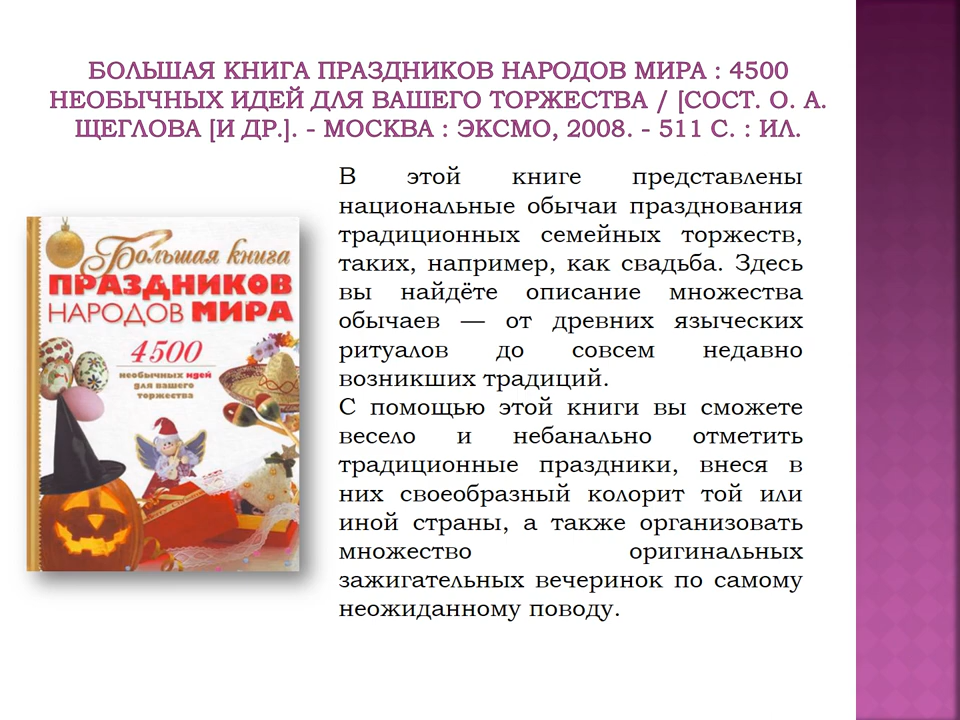 БОЛЬШАЯ КНИГА ПРАЗДНИКОВ НАРОДОВ МИРА : 4500
НЕОБЫЧНЫХ ИДЕЙ ДЛЯ ВАШЕГО ТОРЖЕСТВА / [СОСТ. О. А.
ЩЕГЛОВА [И ДР.]. - МОСКВА : ЭКСМО, 2008. - 511 С. : ИЛ.
Большая книга
ПРАЗДНИКОВ
НАРОДОВ МИРА
4500
необычных идей
для вашего
торжества
В этой книге представлены
национальные обычаи празднования
традиционных семейных торжеств,
таких, например, как свадьба. Здесь
вы найдёте описание множества
обычаев — от древних языческих
ритуалов до совсем недавно
возникших традиций.
С помощью этой книги вы сможете
весело и небанально отметить
традиционные праздники, внеся в
них своеобразный колорит той или
иной страны, а также организовать
множество оригинальных
зажигательных вечеринок по самому
неожиданному поводу.